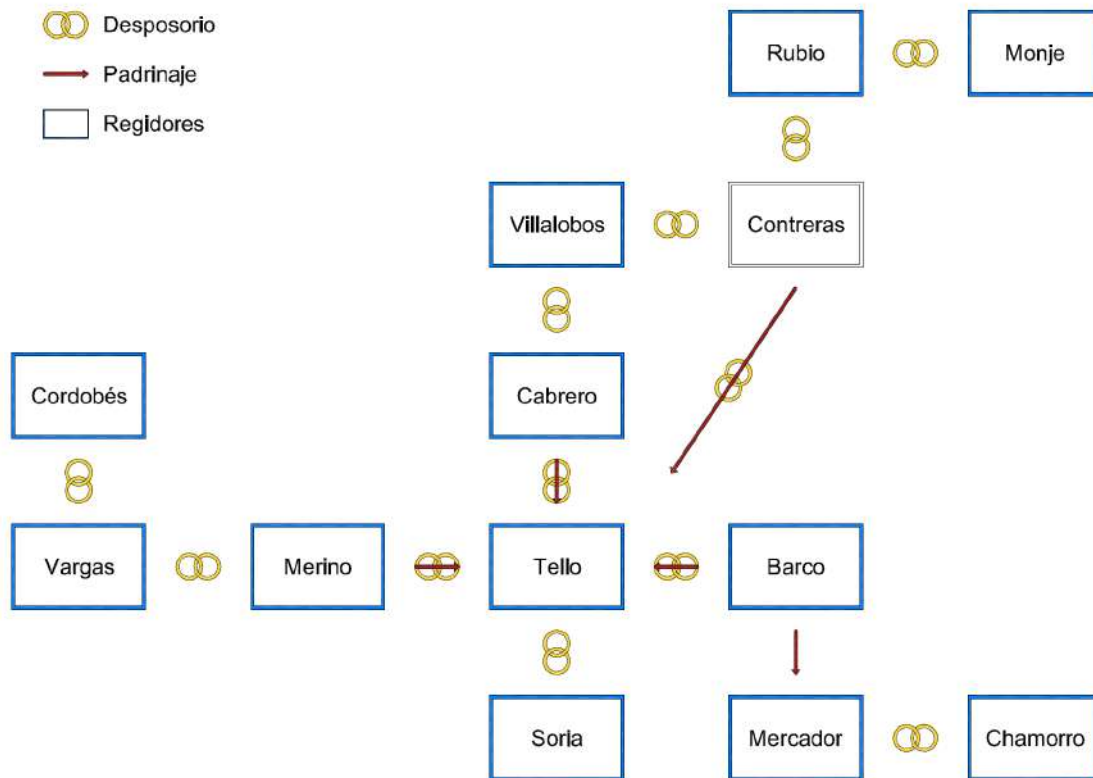 Desposorio
Padrinaje
Regidores
Rubio
Monje
Villalobos
Contreras
Cordobés
Cabrero
Vargas
Merino
Tello
Barco
Soria
Mercador
Chamorro